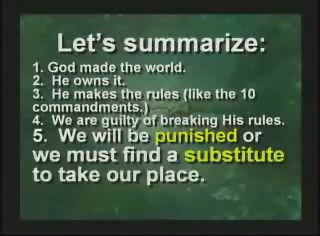 Let's summarize:
1. God made the world.
2. He owns it.
3. He makes the rules (like the 10
commandments.)
4. We are guilty of breaking His rules.
5. We will be punished or
we must find a substitute
to take our place.